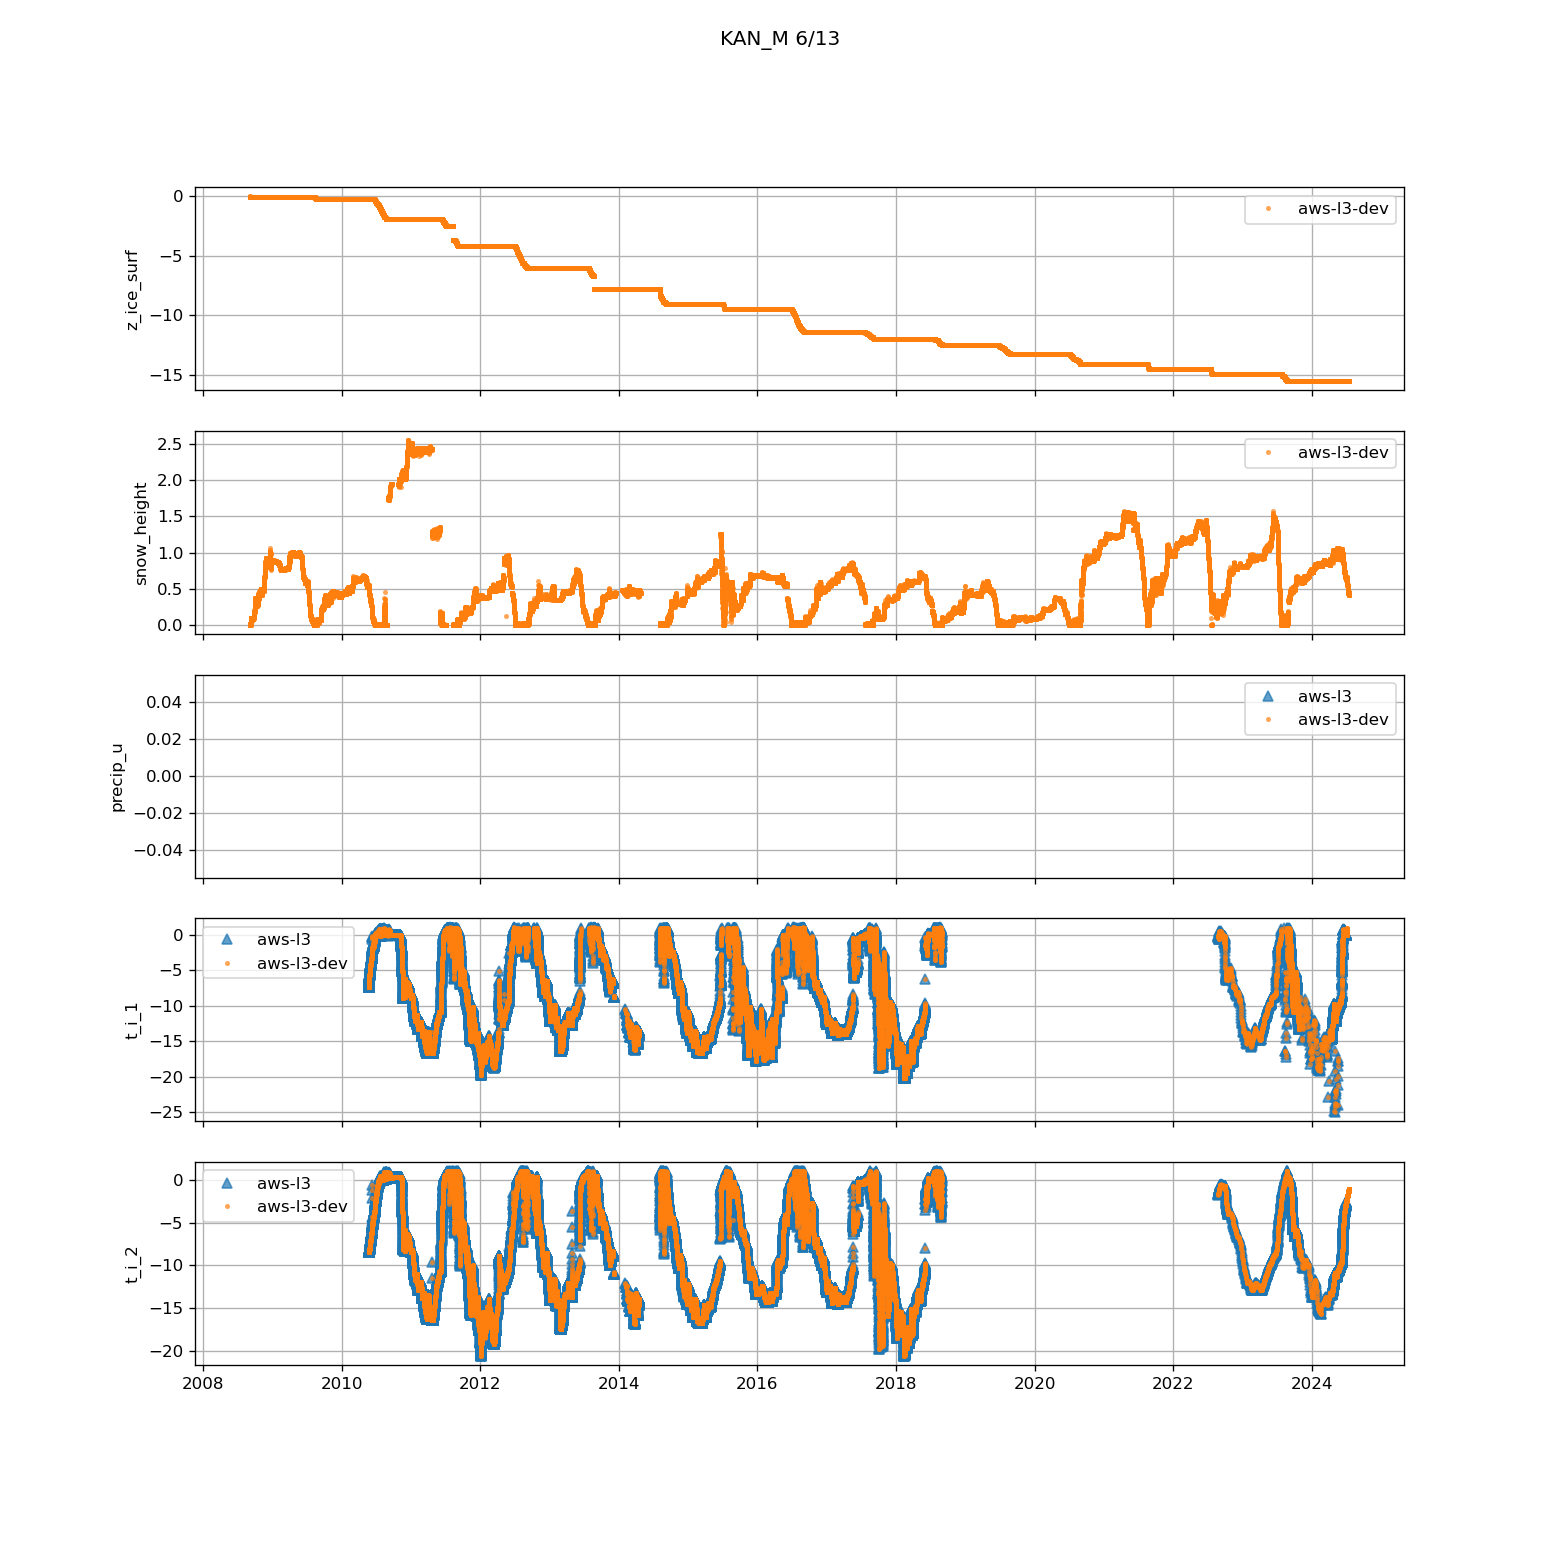 KAN_M 6/13
z_ice_surf
0
−5
−10
−15
aws-l3-dev
snow_height
2.5
2.0
1.5
1.0
0.5
0.0
aws-l3-dev
precip_u
0.04
0.02
0.00
−0.02
−0.04
aws-l3
aws-l3-dev
t_i_1
0
−5
−10
−15
−20
−25
aws-l3
aws-l3-dev
t_i_2
0
−5
−10
−15
−20
aws-l3
aws-l3-dev
2008 2010 2012 2014 2016 2018 2020 2022 2024